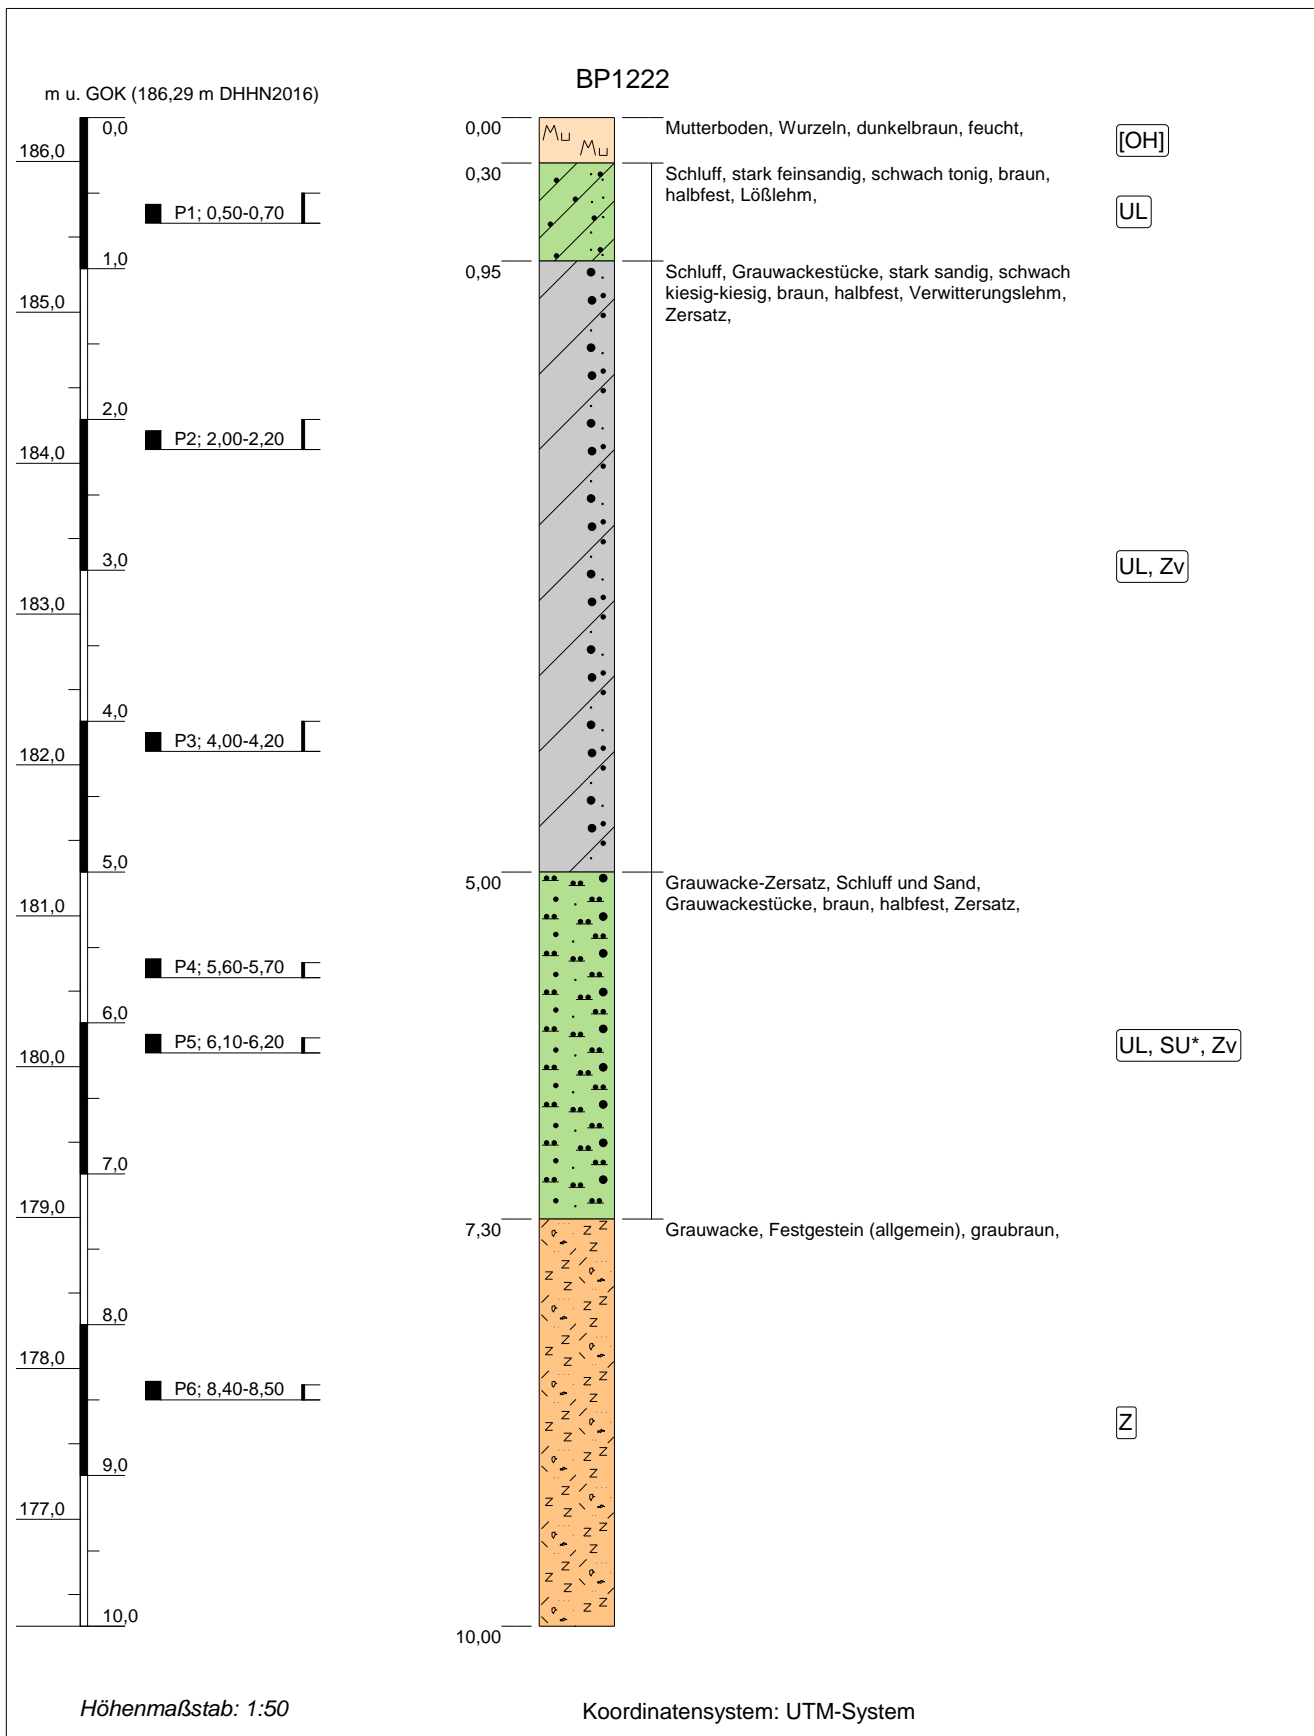 BP1222
m u. GOK (186,29 m DHHN2016)
0,0
0,00
Mutterboden, Wurzeln, dunkelbraun, feucht,
[OH]
186,0
0,30
Schluff, stark feinsandig, schwach tonig, braun,
halbfest, Lößlehm,
P1; 0,50-0,70
UL
1,0
0,95
Schluff, Grauwackestücke, stark sandig, schwach
kiesig-kiesig, braun, halbfest, Verwitterungslehm,
Zersatz,
185,0
2,0
P2; 2,00-2,20
184,0
3,0
UL, Zv
183,0
4,0
P3; 4,00-4,20
182,0
5,0
5,00
Grauwacke-Zersatz, Schluff und Sand,
Grauwackestücke, braun, halbfest, Zersatz,
181,0
P4; 5,60-5,70
6,0
P5; 6,10-6,20
UL, SU*, Zv
180,0
7,0
179,0
7,30
Grauwacke, Festgestein (allgemein), graubraun,
8,0
178,0
P6; 8,40-8,50
Z
9,0
177,0
10,0
10,00
Höhenmaßstab: 1:50
Koordinatensystem: UTM-System